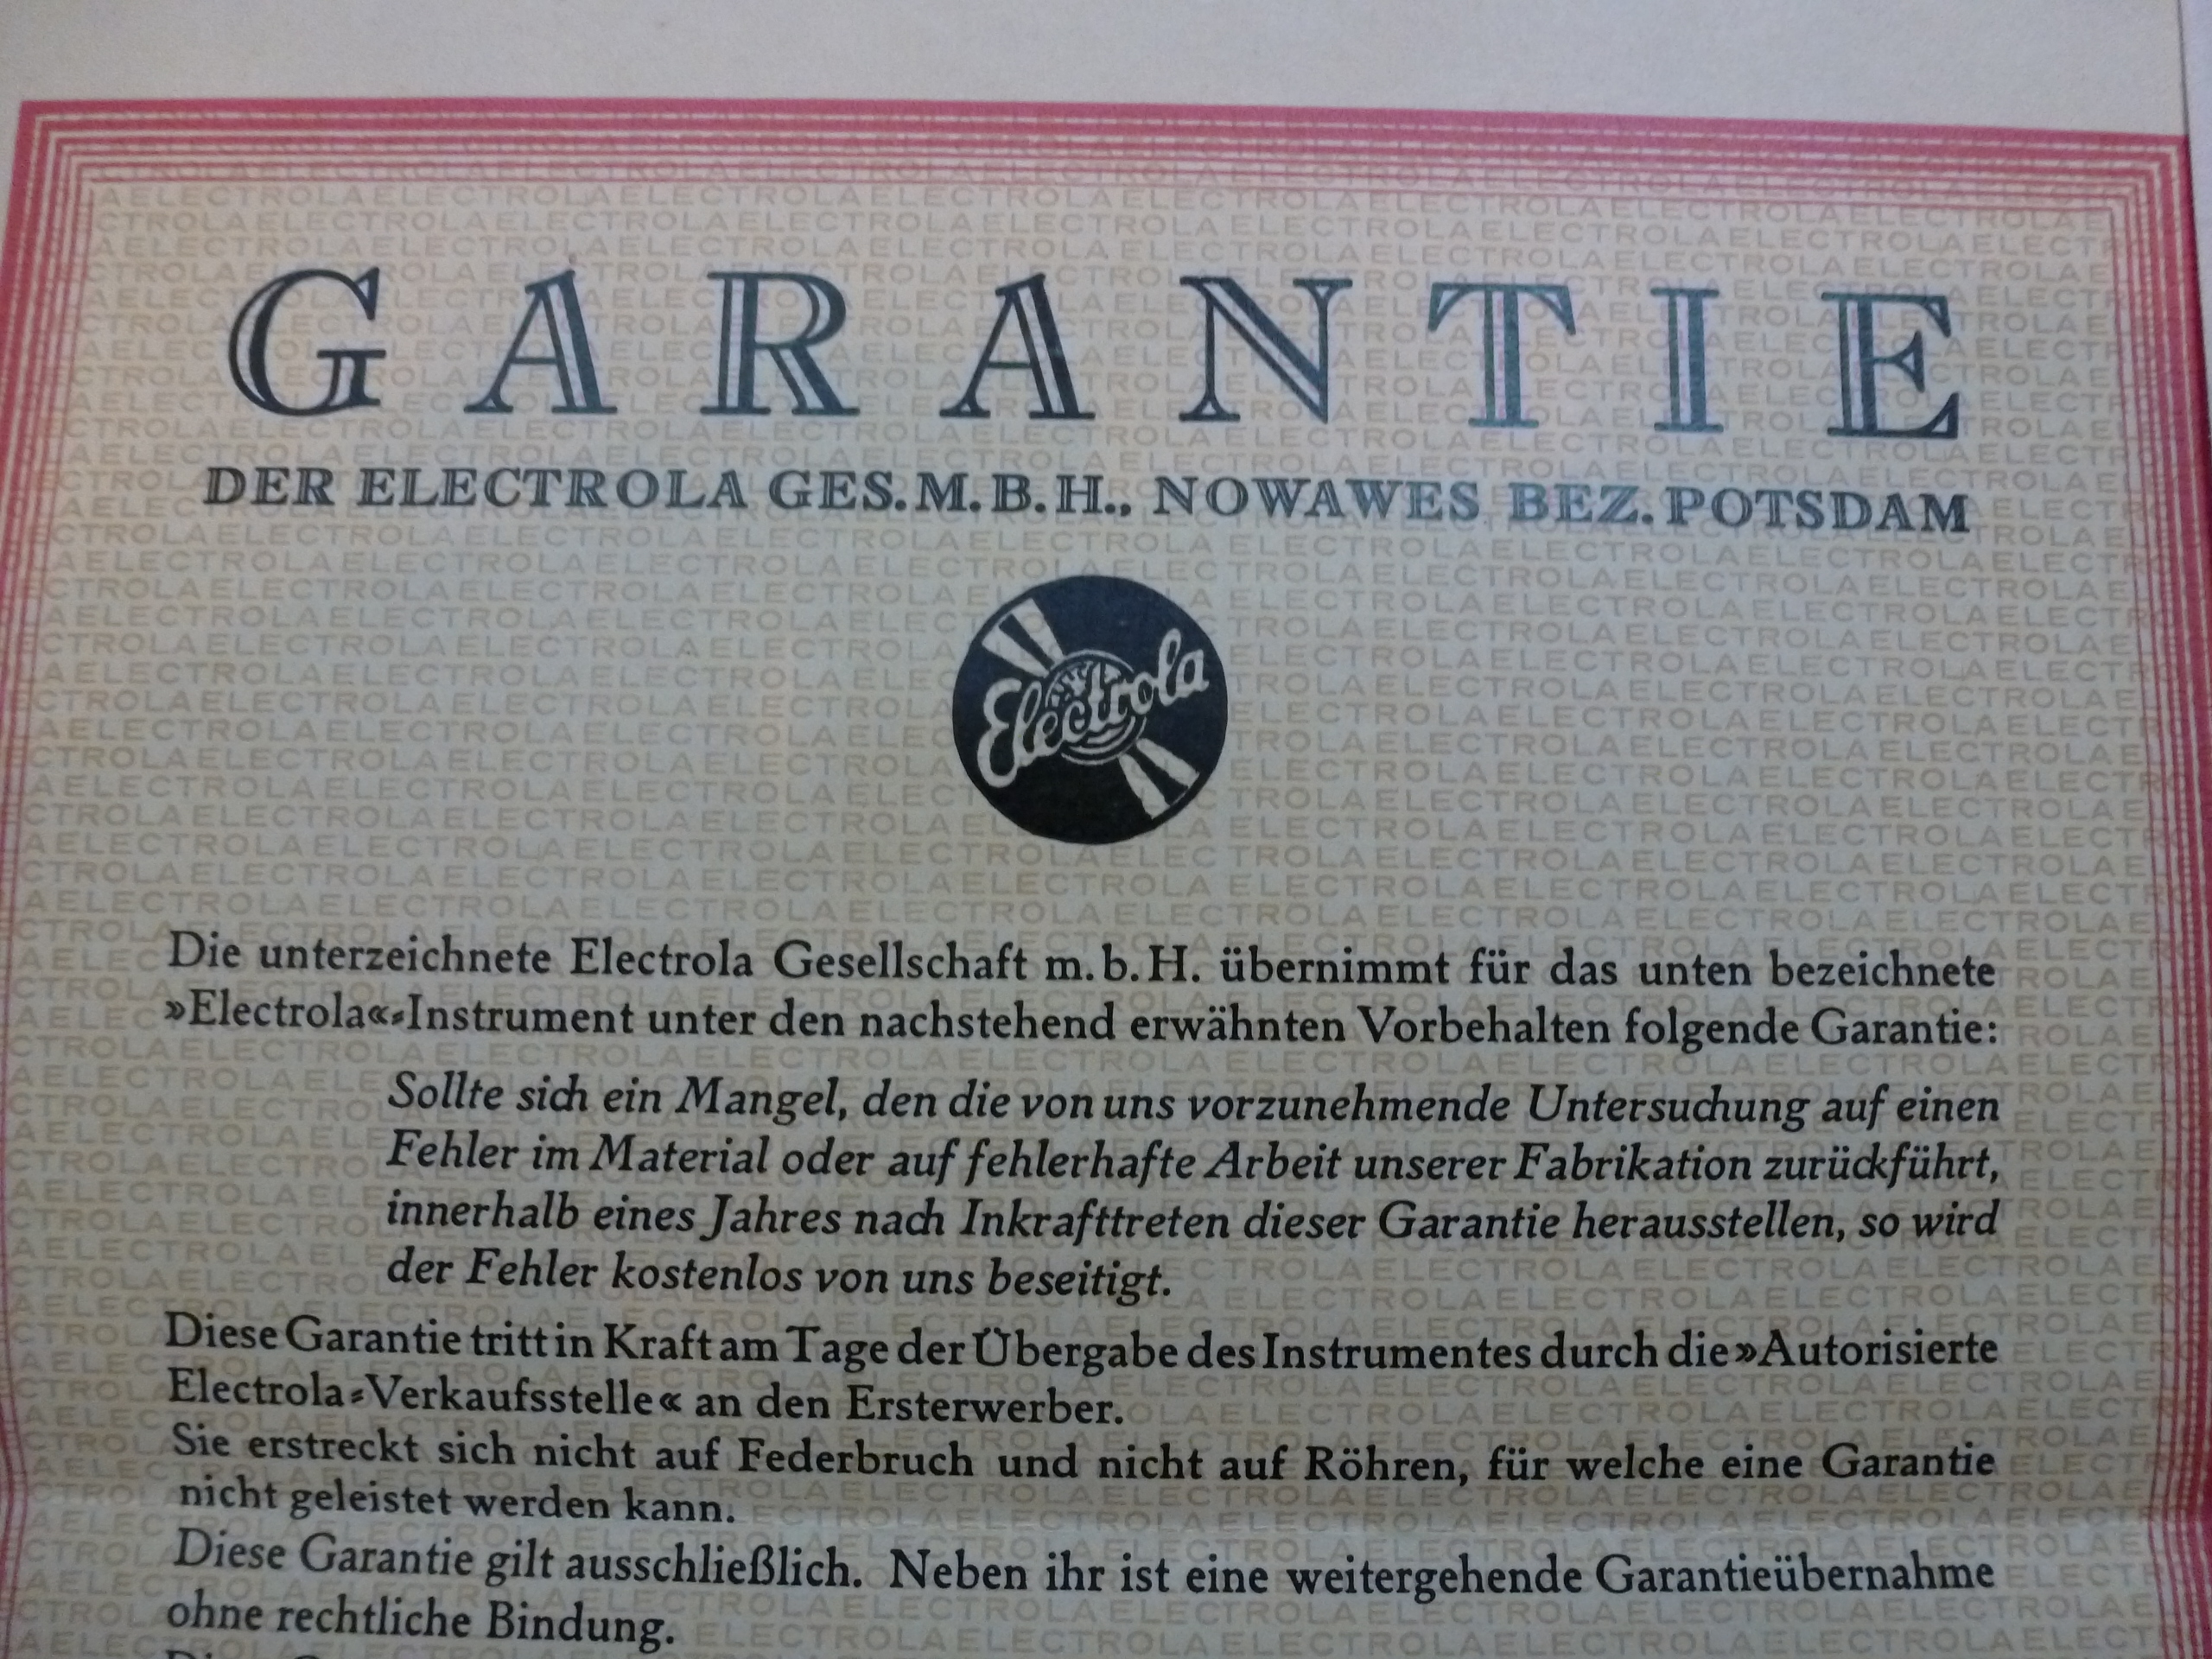 GARANTIE
DER ELECTROLA GES.M.B.H., NOWAWES BEZ. POTSDAM
Electrola
Die unterzeichnete Electrola Gesellschaft m. b. H. übernimmt für das unten bezeichnete
»Electrola«-Instrument unter den nachstehend erwähnten Vorbehalten folgende Garantie:
Sollte sich ein Mangel, den die von uns vorzunehmende Untersuchung auf einen
Fehler im Material oder auf fehlerhafte Arbeit unserer Fabrikation zurückführt,
innerhalb eines Jahres nach Inkrafttreten dieser Garantie herausstellen, so wird
der Fehler kostenlos von uns beseitigt.
Diese Garantie tritt in Kraft am Tage der Übergabe des Instrumentes durch die »Autorisierte
Electrola-Verkaufsstelle« an den Ersterwerber.
Sie erstreckt sich nicht auf Federbruch und nicht auf Röhren, für welche eine Garantie
nicht geleistet werden kann.
Diese Garantie gilt ausschließlich. Neben ihr ist eine weitergehende Garantieübernahme
ohne rechtliche Bindung.